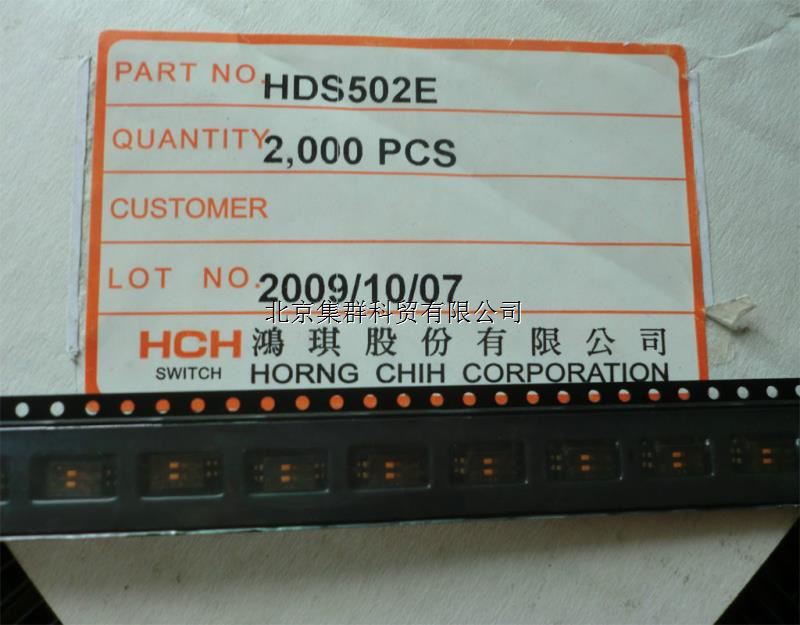 PART NO. HDS502E
QUANTITY 2,000 PCS
CUSTOMER
LOT NO. 2009/10/07
北京集群科贸有限公司
HCH 鴻琪股份有限公司
SWITCH HORNG CHIH CORPORATION